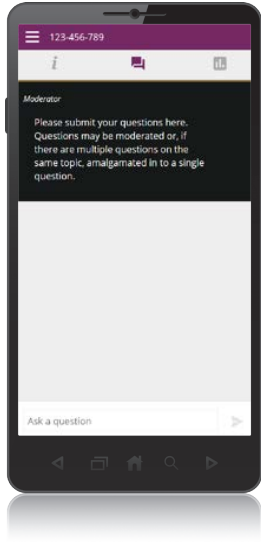 123-456-789
i
Moderator
Please submit your questions here.
Questions may be moderated or, if
there are multiple questions on the
same topic, amalgamated in to a single
question.
Ask a question